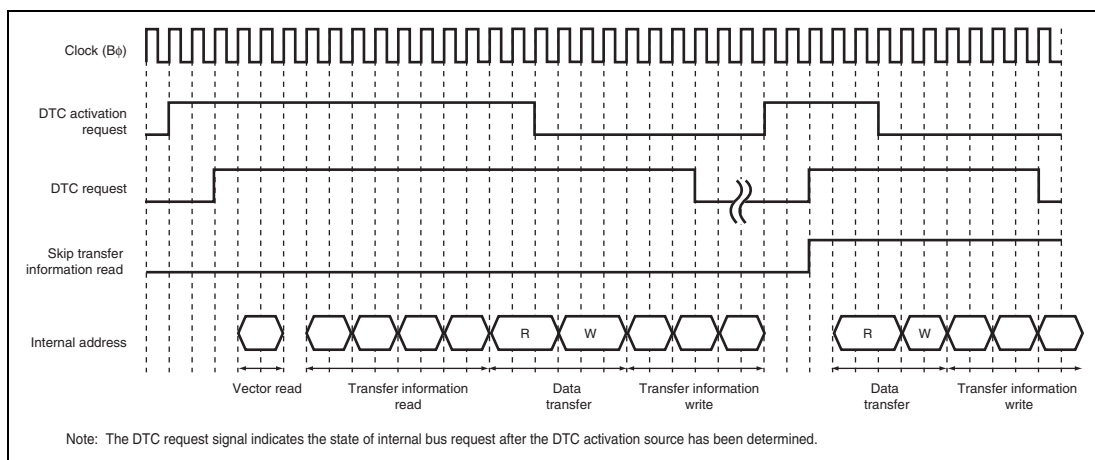 Clock (Bϕ)
DTC activation
request
DTC request
Skip transfer
information read
Internal address
R
W
R
W
Vector read
Transfer information
read
Data
transfer
Transfer information
write
Data
transfer
Transfer information
write
Note: The DTC request signal indicates the state of internal bus request after the DTC activation source has been determined.